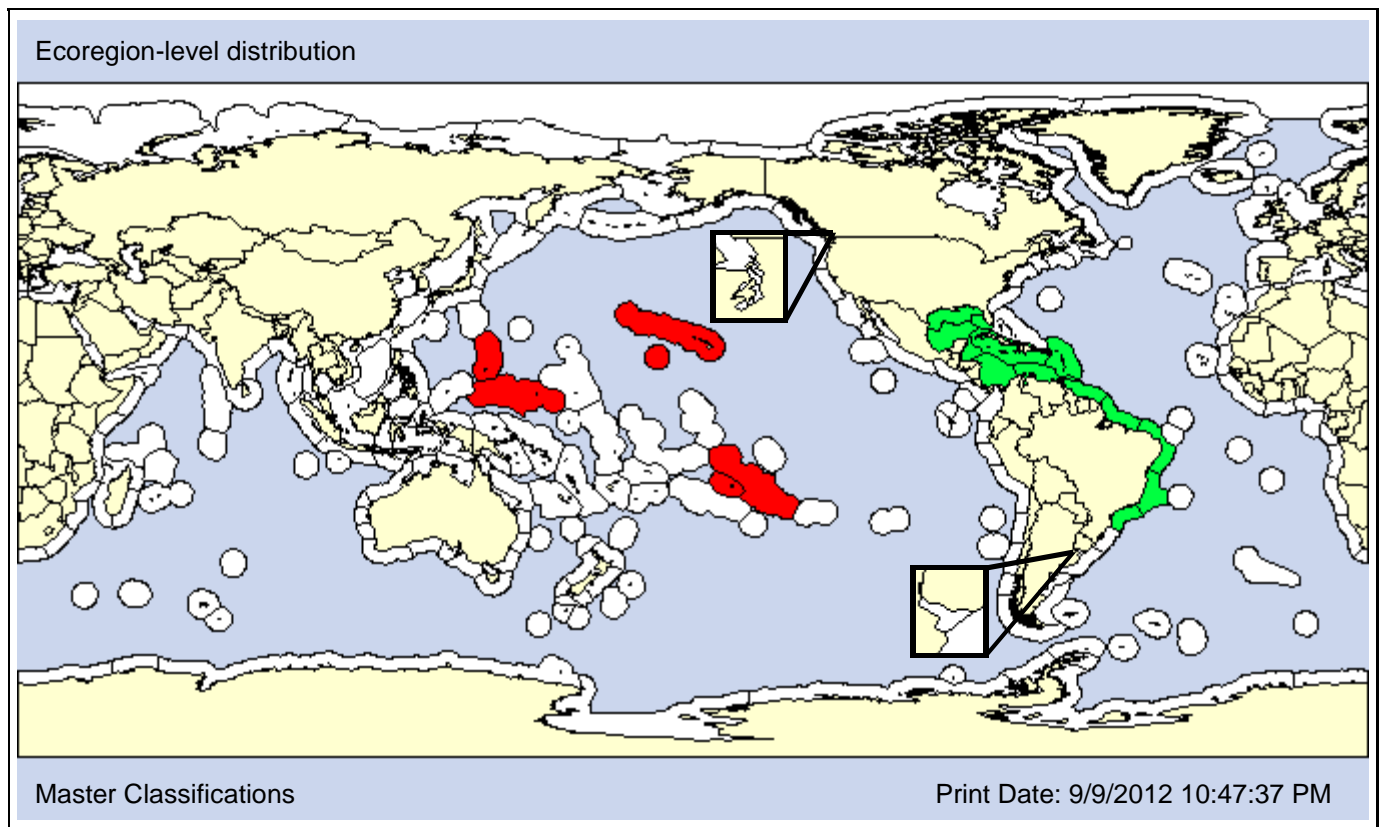 Ecoregion-level distribution
Master Classifications
Print Date: 9/9/2012 10:47:37 PM